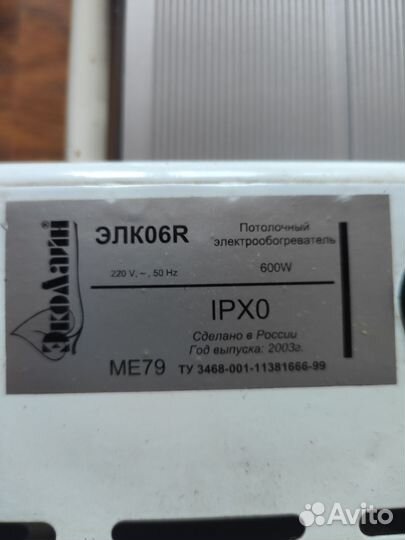 ЭкоЛайн
ЭЛК06R
Потолочный
электрообогреватель
220 V, ~, 50 Hz
600W
IPX0
Сделано в России
Год выпуска: 2003г.
ME79 ТУ 3468-001-11381666-99
Avito